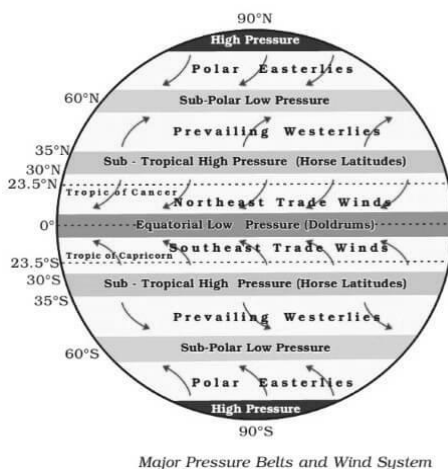 90°N
High Pressure
Polar Easterlies
60°N
Sub-Polar Low Pressure
Prevailing Westerlies
35°N
Sub - Tropical High Pressure (Horse Latitudes)
30°N
23.5°N
Tropic of Cancer
Northeast Trade Winds
0°
Equatorial Low Pressure (Doldrums)
Southeast Trade Winds
Tropic of Capricorn
23.5°S
30°S
Sub - Tropical High Pressure (Horse Latitudes)
35°S
Prevailing Westerlies
60°S
Sub-Polar Low Pressure
Polar Easterlies
High Pressure
90°S
Major Pressure Belts and Wind System